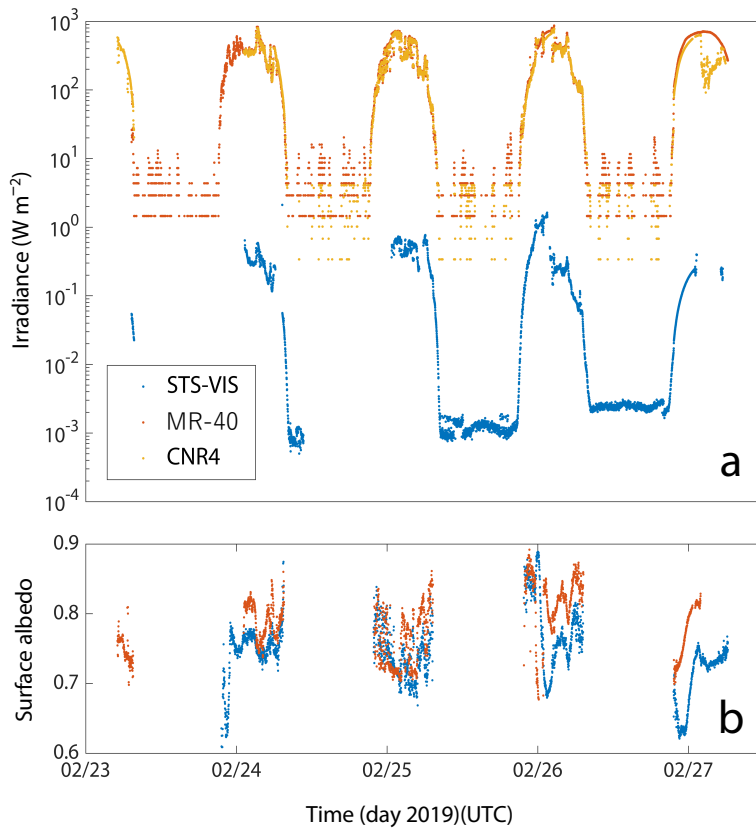 a
Irradiance (W m⁻²)
10³
10²
10¹
10⁰
10⁻¹
10⁻²
10⁻³
10⁻⁴
STS-VIS
MR-40
CNR4
b
Surface albedo
0.9
0.8
0.7
0.6
02/23 02/24 02/25 02/26 02/27
Time (day 2019)(UTC)